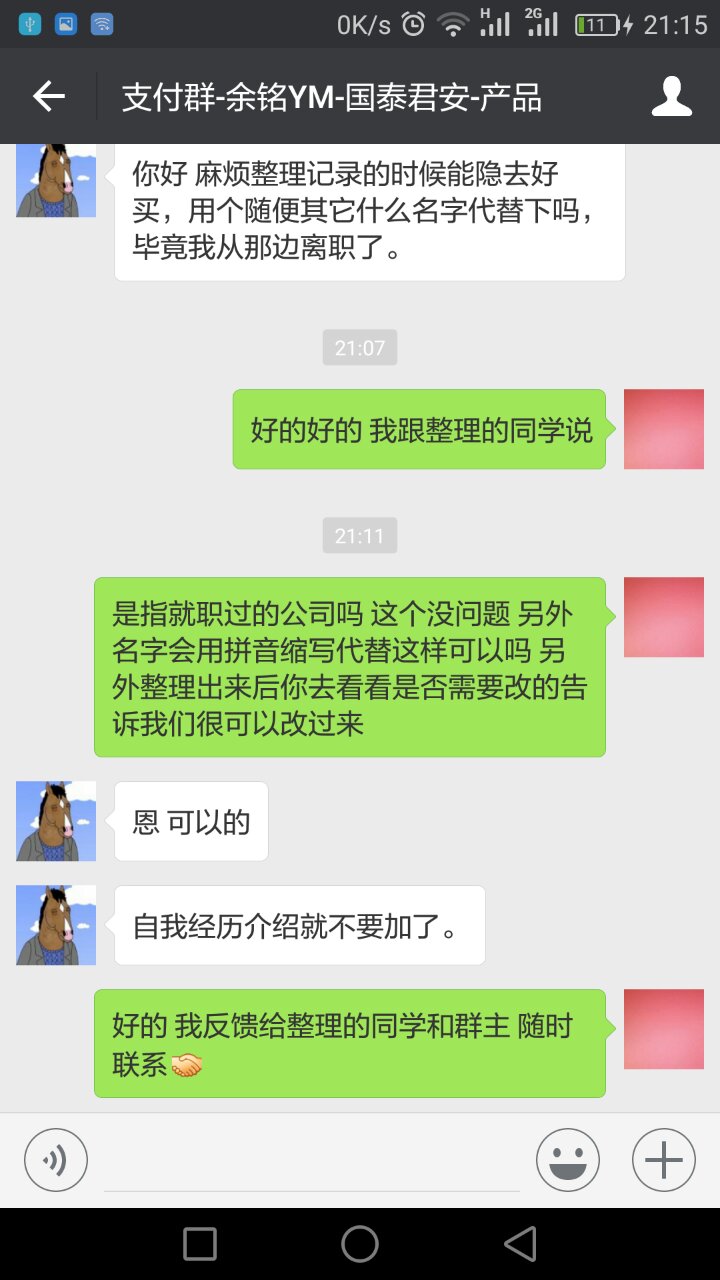 0K/s H 2G 11 21:15
支付群-余铭YM-国泰君安-产品
你好 麻烦整理记录的时候能隐去好
买，用个随便其它什么名字代替下吗，
毕竟我从那边离职了。
21:07
好的好的 我跟整理的同学说
21:11
是指就职过的公司吗 这个没问题 另外
名字会用拼音缩写代替这样可以吗 另
外整理出来后你去看看是否需要改的告
诉我们很可以改过来
恩 可以的
自我经历介绍就不要加了。
好的 我反馈给整理的同学和群主 随时
联系🤝